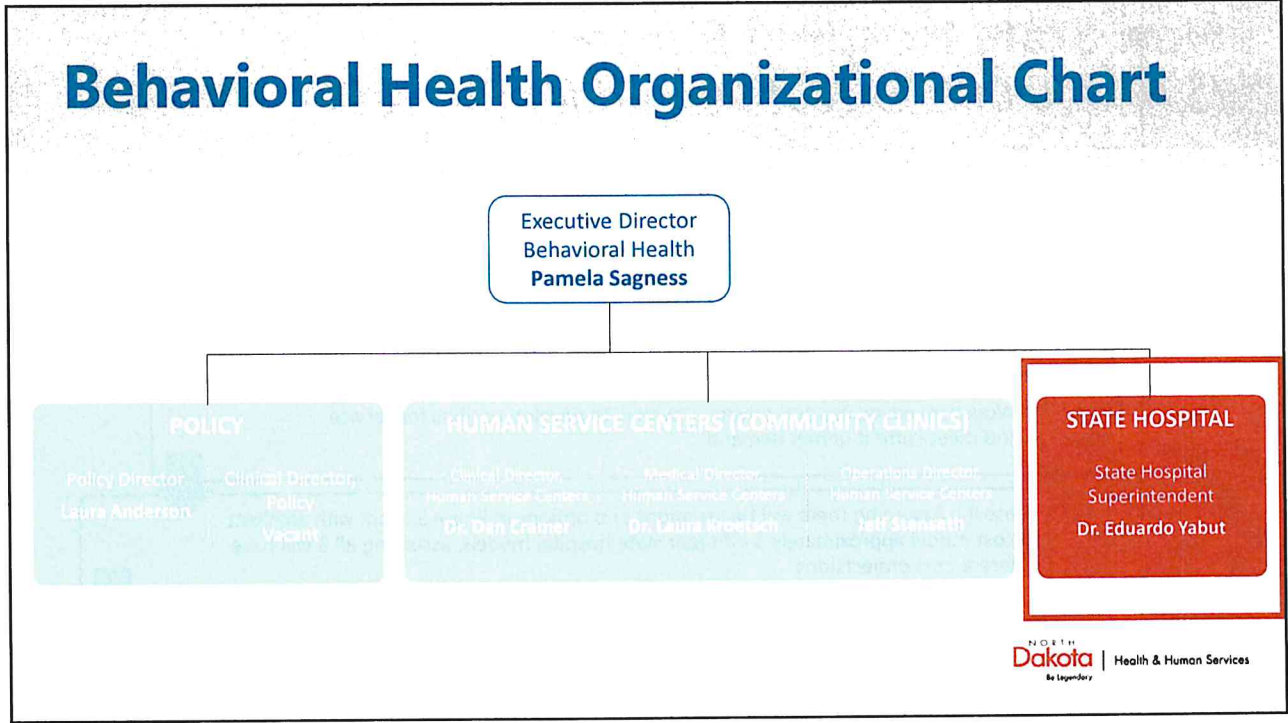 Behavioral Health Organizational Chart
Executive Director
Behavioral Health
Pamela Sagness
POLICY
Policy Director
Laura Anderson
Clinical Director,
Policy
Vacant
HUMAN SERVICE CENTERS (COMMUNITY CLINICS)
Clinical Director,
Human Service Centers
Dr. Dan Cramer
Medical Director,
Human Service Centers
Dr. Laura Kroetsch
Operations Director,
Human Service Centers
Jeff Stenseth
STATE HOSPITAL
State Hospital
Superintendent
Dr. Eduardo Yabut
NORTH
Dakota | Health & Human Services
Be Legendary